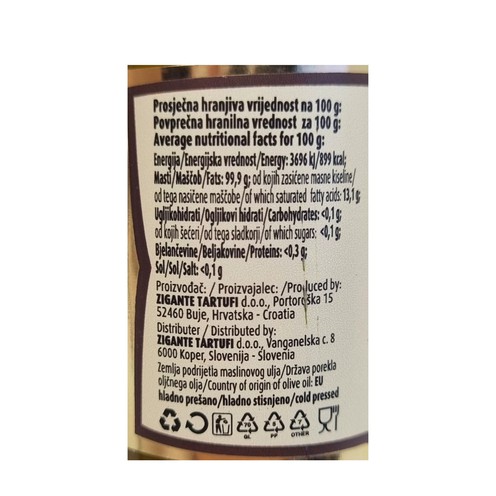 Prosječna hranjiva vrijednost na 100 g:
Povprečna hranilna vrednost za 100 g:
Average nutritional facts for 100 g:
Energija/Energijska vrednost/Energy: 3696 kJ/899 kcal;
Masti/Maščob/Fats: 99,9 g; od kojih zasićene masne kiseline/
od tega nasičene maščobe/ of which saturated fatty acids: 13,1 g;
Ugljikohidrati/Ogljikovi hidrati/Carbohydrates: <0,1 g;
od kojih šećeri/od tega sladkorji/of which sugars: <0,1 g;
Bjelančevine/Beljakovine/Proteins: <0,3 g;
Sol/Sol/Salt: <0,1 g
Proizvođač: / Proizvajalec: /Produced by:
ZIGANTE TARTUFI d.o.o., Portoroška 15
52460 Buje, Hrvatska - Croatia
Distributer / Distributed by:
ZIGANTE TARTUFI d.o.o., Vanganelska c. 8
6000 Koper, Slovenija - Slovenia
Zemlja podrijetla maslinovog ulja/Država porekla
oljčnega olja/Country of origin of olive oil: EU
hladno prešano/hladno stisnjeno/cold pressed
70 5 7
GL PP OTHER